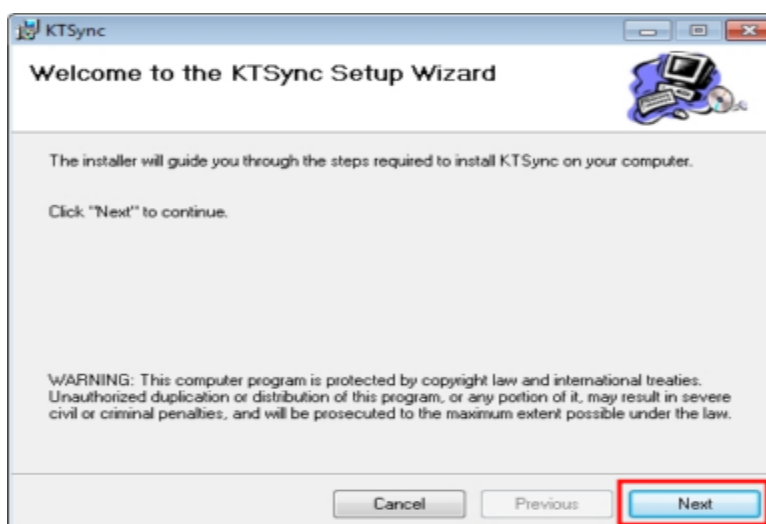 KTSync
Welcome to the KTSync Setup Wizard
The installer will guide you through the steps required to install KTSync on your computer.
Click "Next" to continue.
WARNING: This computer program is protected by copyright law and international treaties.
Unauthorized duplication or distribution of this program, or any portion of it, may result in severe
civil or criminal penalties, and will be prosecuted to the maximum extent possible under the law.
Cancel Previous Next